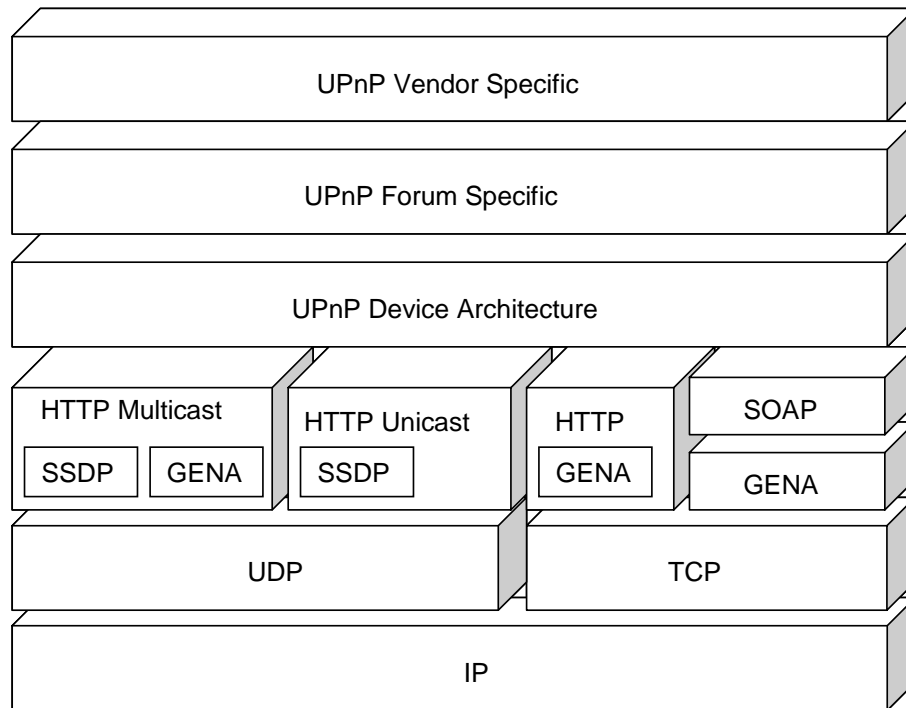 UPnP Vendor Specific
UPnP Forum Specific
UPnP Device Architecture
HTTP Multicast
SSDP
GENA
HTTP Unicast
SSDP
HTTP
GENA
SOAP
GENA
UDP
TCP
IP